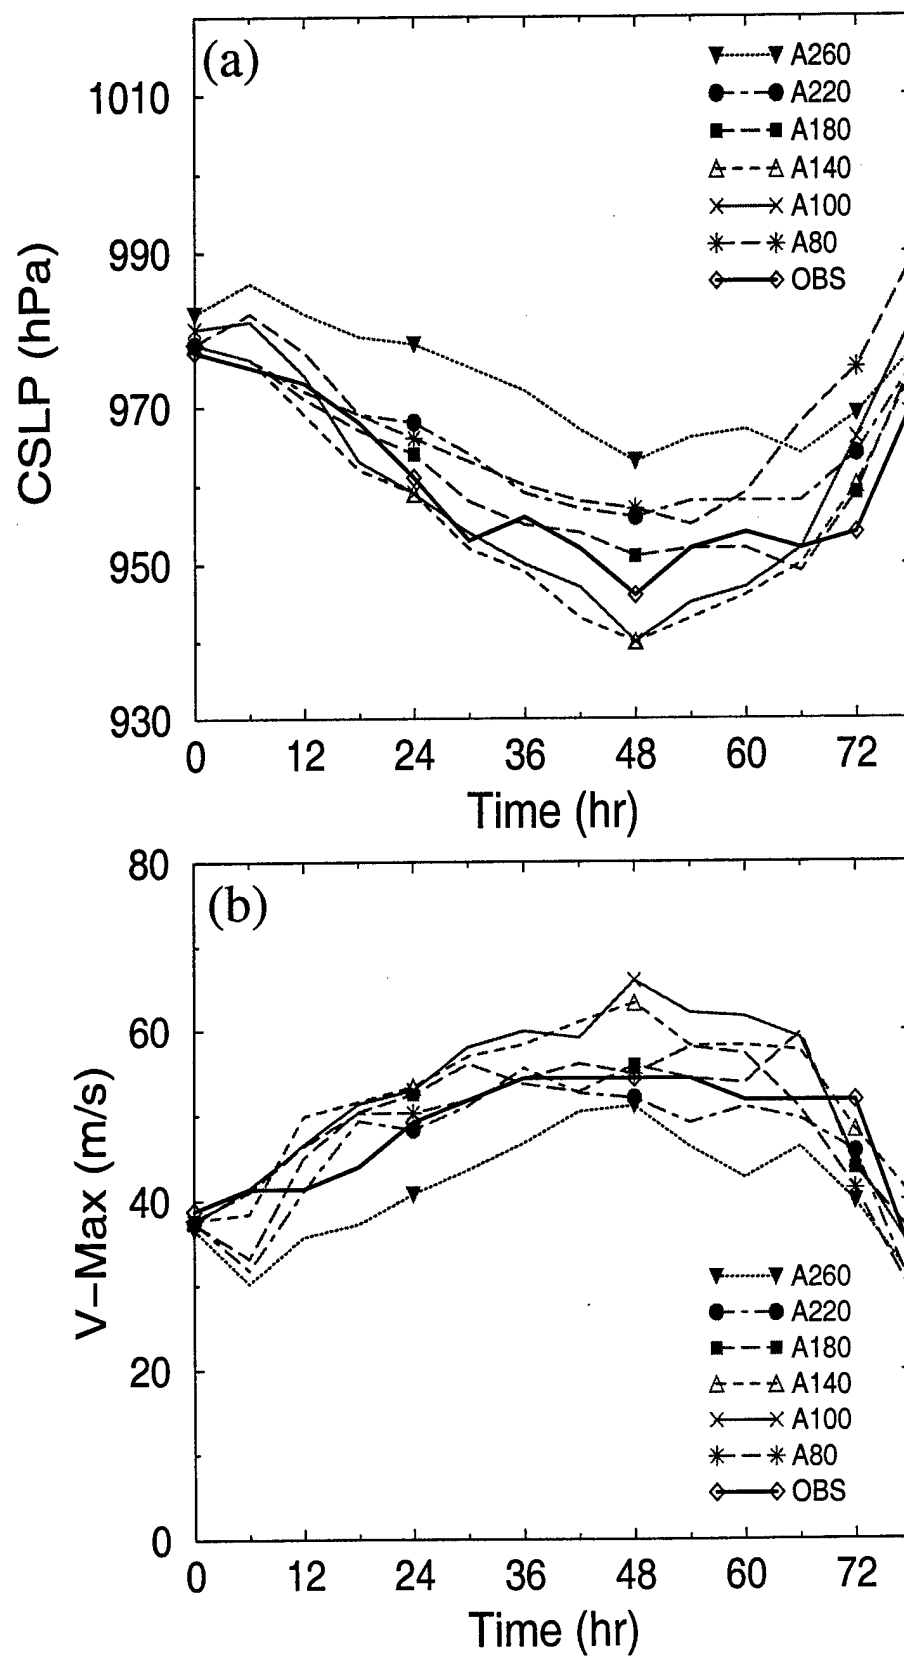 (a)
A260
A220
A180
A140
A100
A80
OBS
1010
990
970
950
930
CSLP (hPa)
0 12 24 36 48 60 72
Time (hr)
(b)
80
60
40
20
0
V-Max (m/s)
A260
A220
A180
A140
A100
A80
OBS
0 12 24 36 48 60 72
Time (hr)